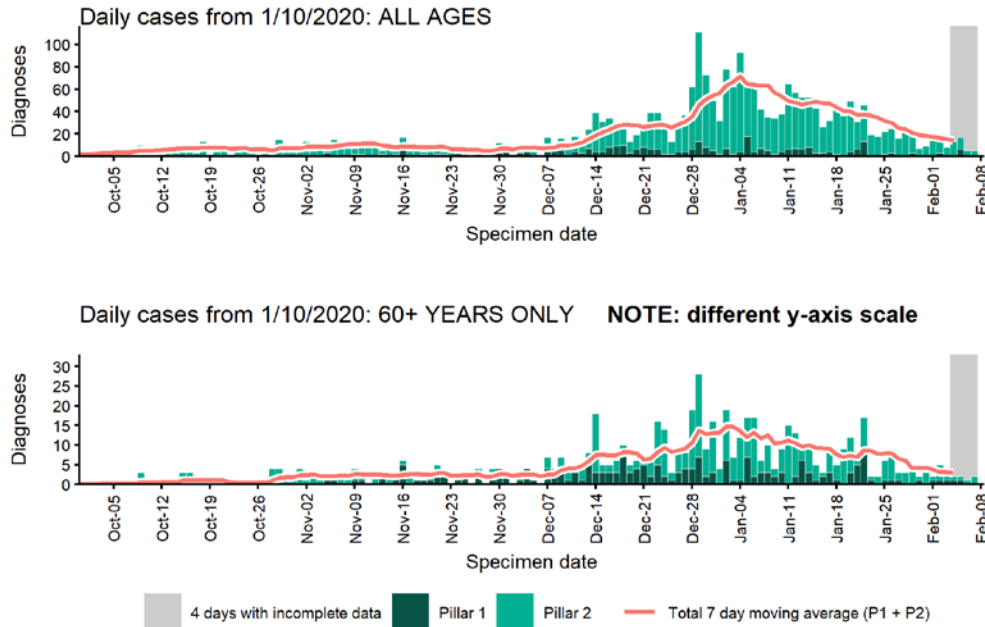 Daily cases from 1/10/2020: ALL AGES
Diagnoses
100
80
60
40
20
0
Oct-05 Oct-12 Oct-19 Oct-26 Nov-02 Nov-09 Nov-16 Nov-23 Nov-30 Dec-07 Dec-14 Dec-21 Dec-28 Jan-04 Jan-11 Jan-18 Jan-25 Feb-01 Feb-08
Specimen date
Daily cases from 1/10/2020: 60+ YEARS ONLY NOTE: different y-axis scale
Diagnoses
30
25
20
15
10
5
0
Oct-05 Oct-12 Oct-19 Oct-26 Nov-02 Nov-09 Nov-16 Nov-23 Nov-30 Dec-07 Dec-14 Dec-21 Dec-28 Jan-04 Jan-11 Jan-18 Jan-25 Feb-01 Feb-08
Specimen date
4 days with incomplete data Pillar 1 Pillar 2 Total 7 day moving average (P1 + P2)